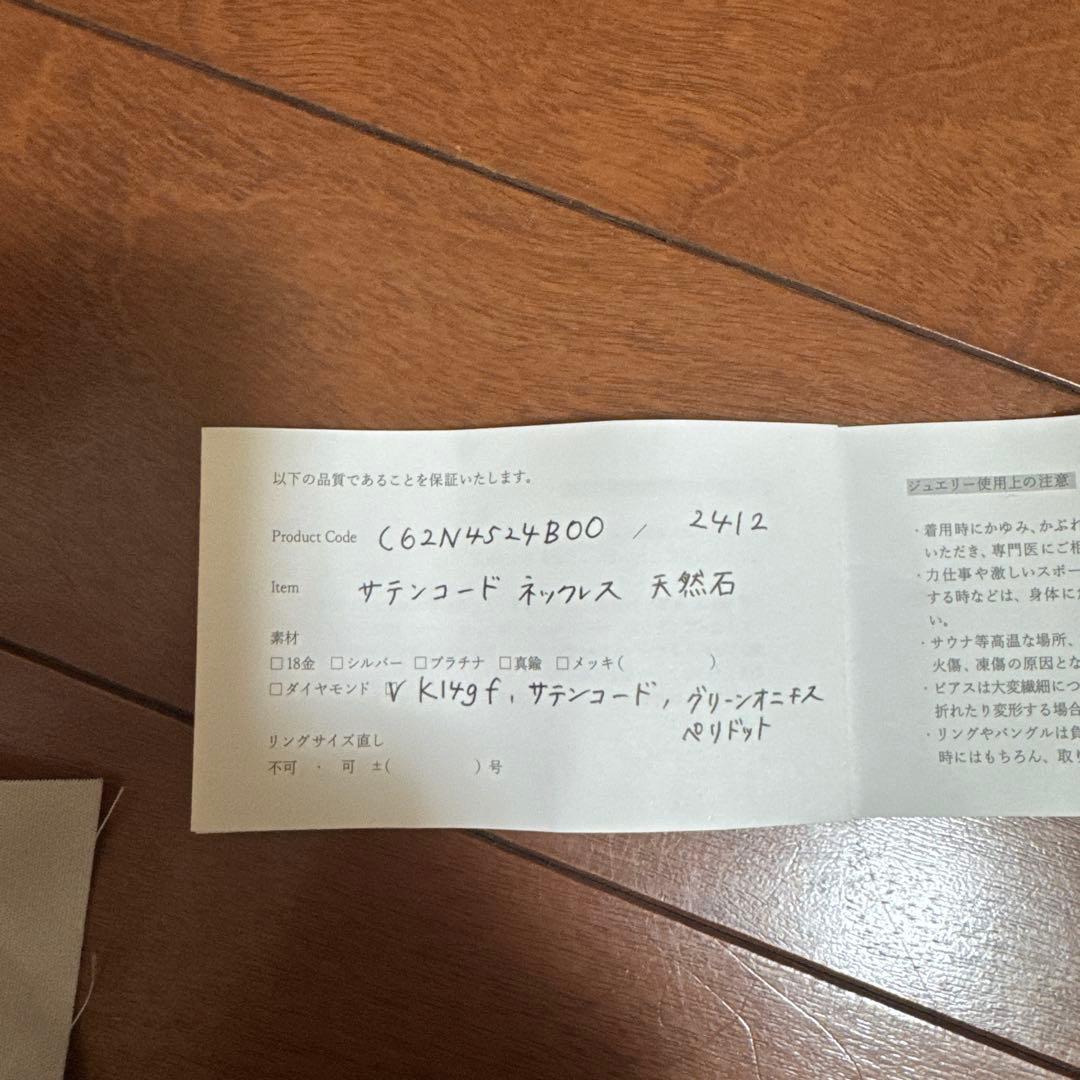 以下の品質であることを保証いたします。
Product Code C62N4524B00 / 2412
Item サテンコード ネックレス 天然石
素材
□18金 □シルバー □プラチナ □真鍮 □メッキ( )
□ダイヤモンド ☑ K14gf, サテンコード, グリーンオニキス
ペリドット
リングサイズ直し
不可 ・ 可 ±( )号
ジュエリー使用上の注意
・着用時にかゆみ、かぶれ
いただき、専門医にご相
・力仕事や激しいスポー
する時などは、身体に
い。
・サウナ等高温な場所、
火傷、凍傷の原因とな
・ピアスは大変繊細につ
折れたり変形する場合
・リングやバングルは負
時にはもちろん、取り